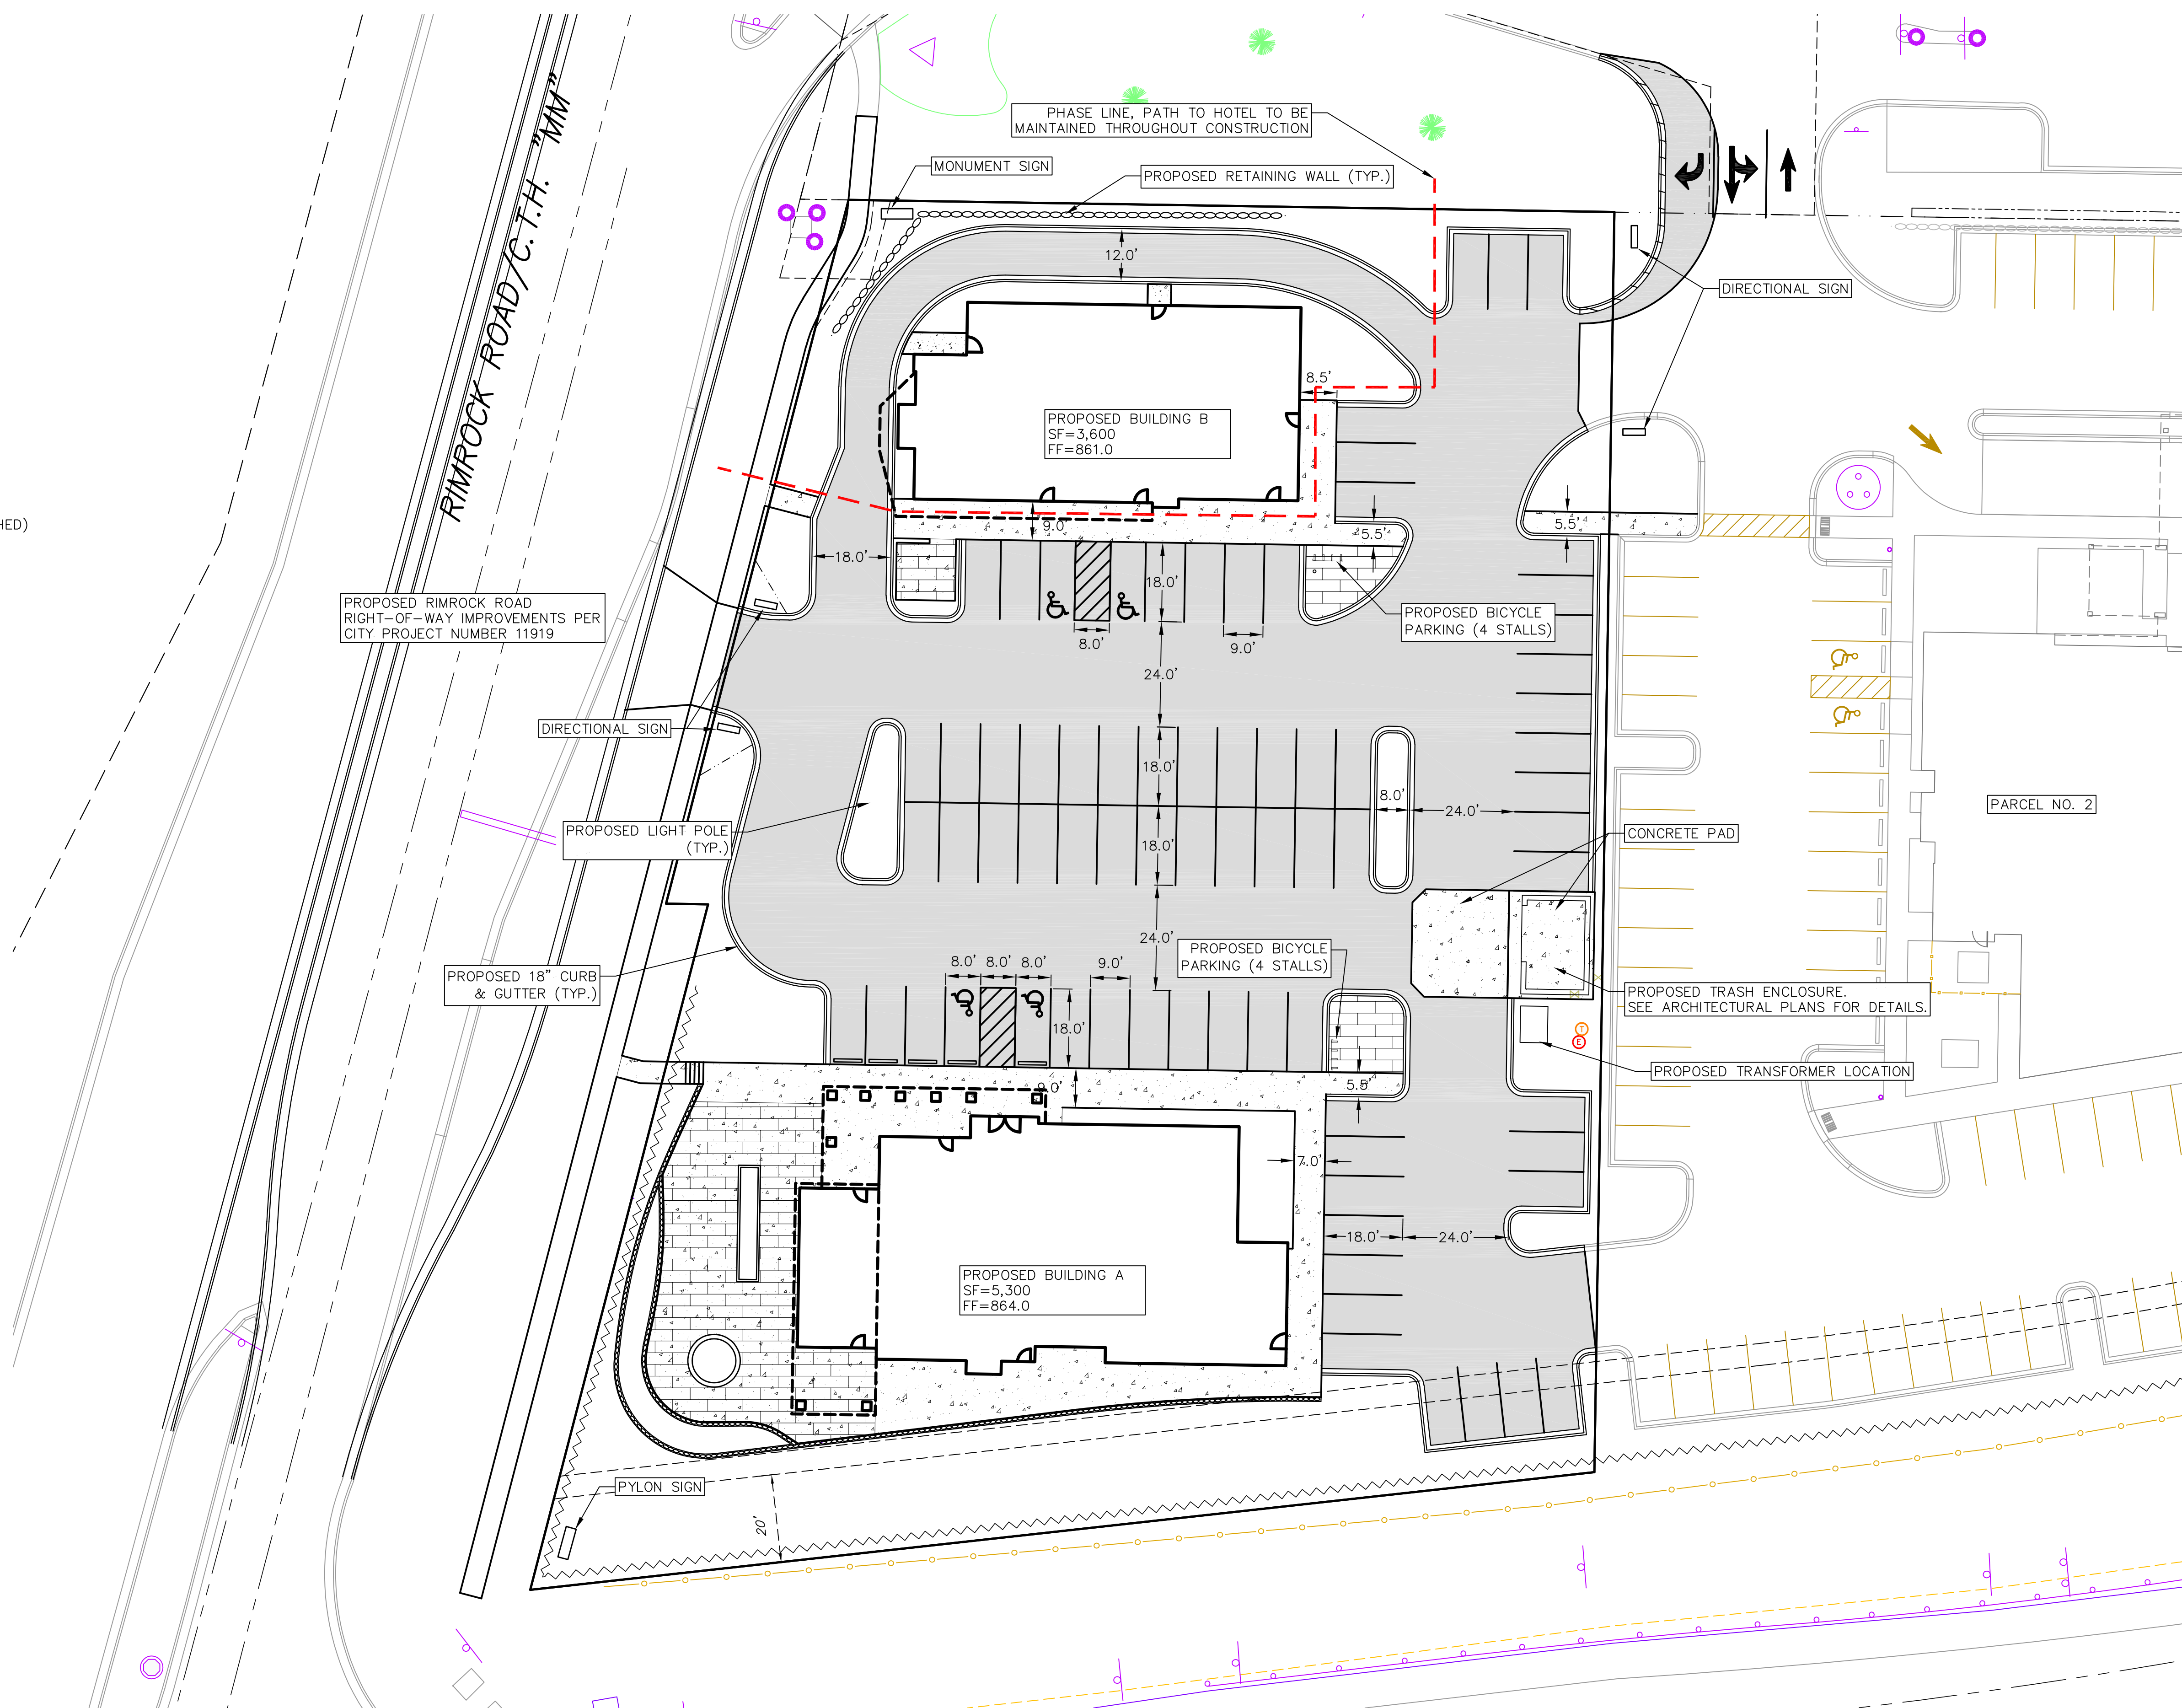 PHASE LINE, PATH TO HOTEL TO BE
MAINTAINED THROUGHOUT CONSTRUCTION
MONUMENT SIGN
PROPOSED RETAINING WALL (TYP.)
RIMROCK ROAD/C.T.H. "MM"
12.0'
DIRECTIONAL SIGN
8.5'
PROPOSED BUILDING B
SF=3,600
FF=861.0
HED)
9.0'
5.5'
5.5'
18.0'
18.0'
PROPOSED RIMROCK ROAD
RIGHT-OF-WAY IMPROVEMENTS PER
CITY PROJECT NUMBER 11919
PROPOSED BICYCLE
PARKING (4 STALLS)
8.0'
9.0'
24.0'
DIRECTIONAL SIGN
18.0'
8.0'
24.0'
PARCEL NO. 2
PROPOSED LIGHT POLE
(TYP.)
18.0'
CONCRETE PAD
24.0'
PROPOSED BICYCLE
PARKING (4 STALLS)
8.0'
8.0'
8.0'
9.0'
PROPOSED 18" CURB
& GUTTER (TYP.)
PROPOSED TRASH ENCLOSURE.
SEE ARCHITECTURAL PLANS FOR DETAILS.
18.0'
T
E
PROPOSED TRANSFORMER LOCATION
9.0'
5.5'
7.0'
18.0'
24.0'
PROPOSED BUILDING A
SF=5,300
FF=864.0
PYLON SIGN
20'